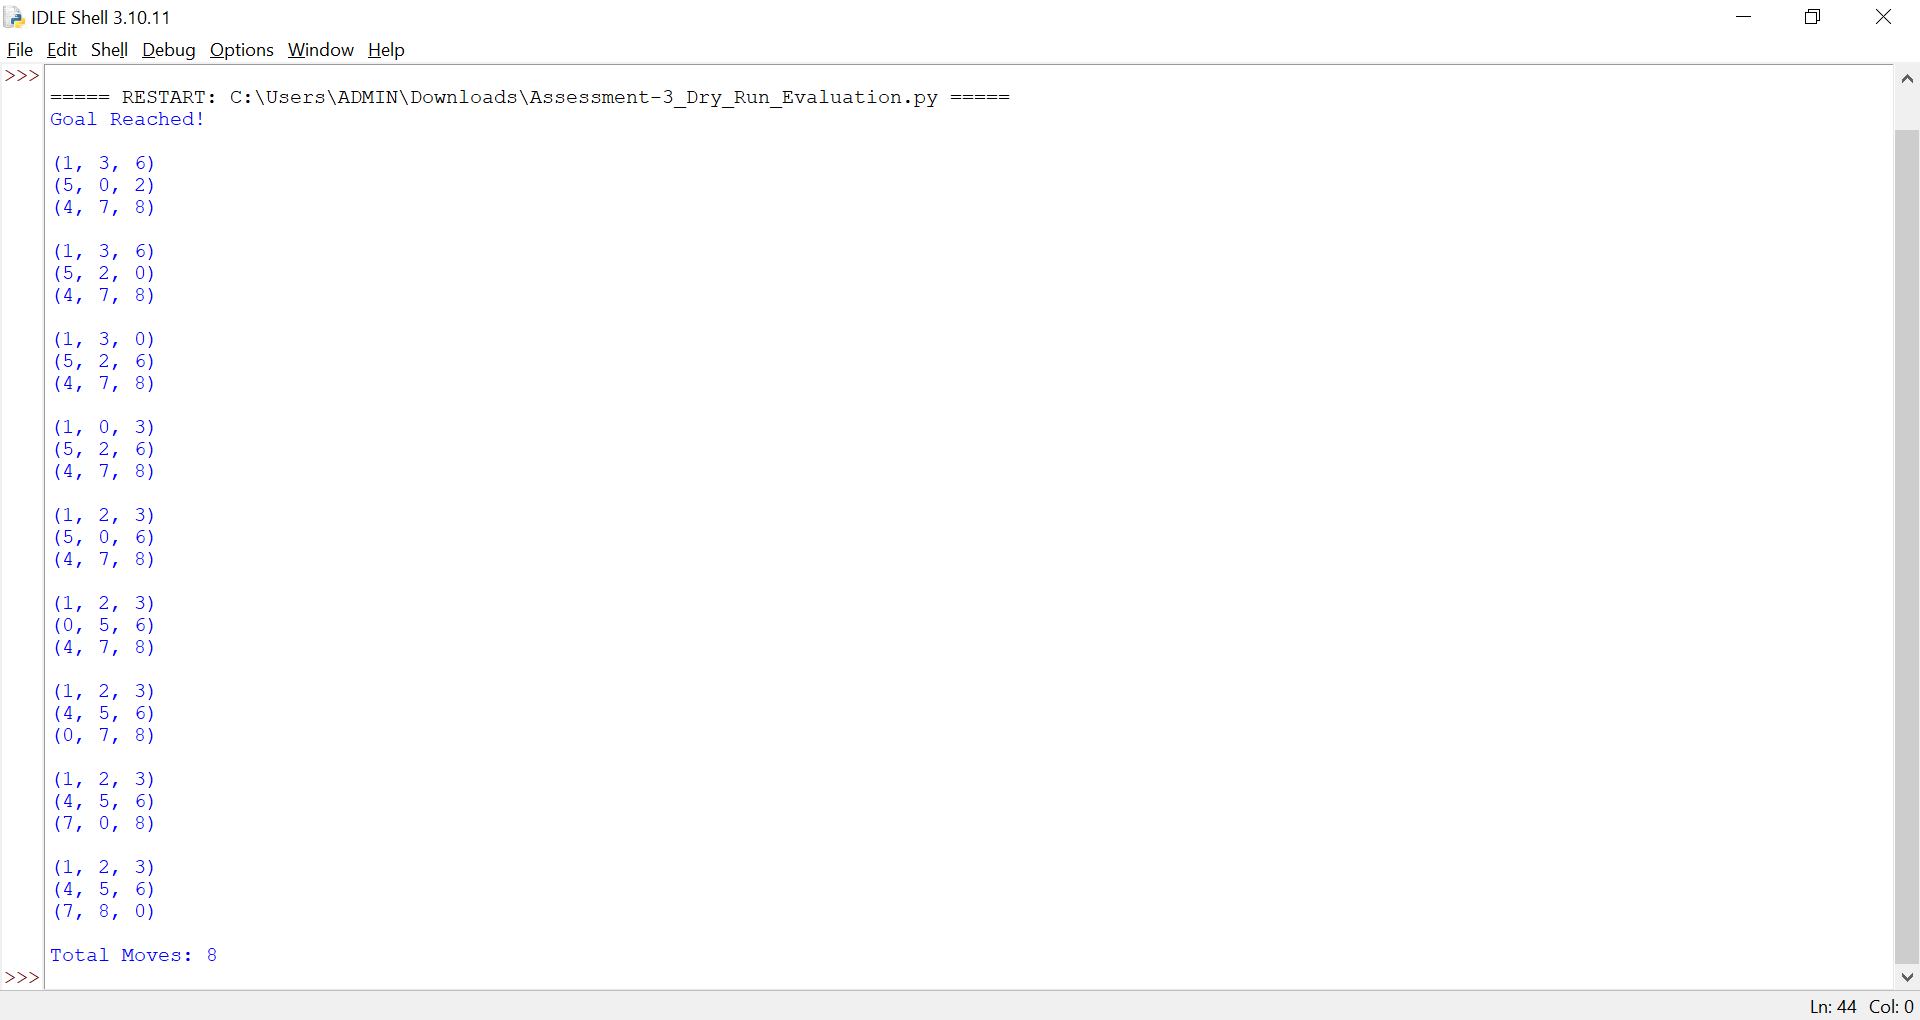 IDLE Shell 3.10.11
File Edit Shell Debug Options Window Help
>>>
===== RESTART: C:\Users\ADMIN\Downloads\Assessment-3_Dry_Run_Evaluation.py =====
Goal Reached!
(1, 3, 6)
(5, 0, 2)
(4, 7, 8)
(1, 3, 6)
(5, 2, 0)
(4, 7, 8)
(1, 3, 0)
(5, 2, 6)
(4, 7, 8)
(1, 0, 3)
(5, 2, 6)
(4, 7, 8)
(1, 2, 3)
(5, 0, 6)
(4, 7, 8)
(1, 2, 3)
(0, 5, 6)
(4, 7, 8)
(1, 2, 3)
(4, 5, 6)
(0, 7, 8)
(1, 2, 3)
(4, 5, 6)
(7, 0, 8)
(1, 2, 3)
(4, 5, 6)
(7, 8, 0)
Total Moves: 8
>>>
Ln: 44 Col: 0